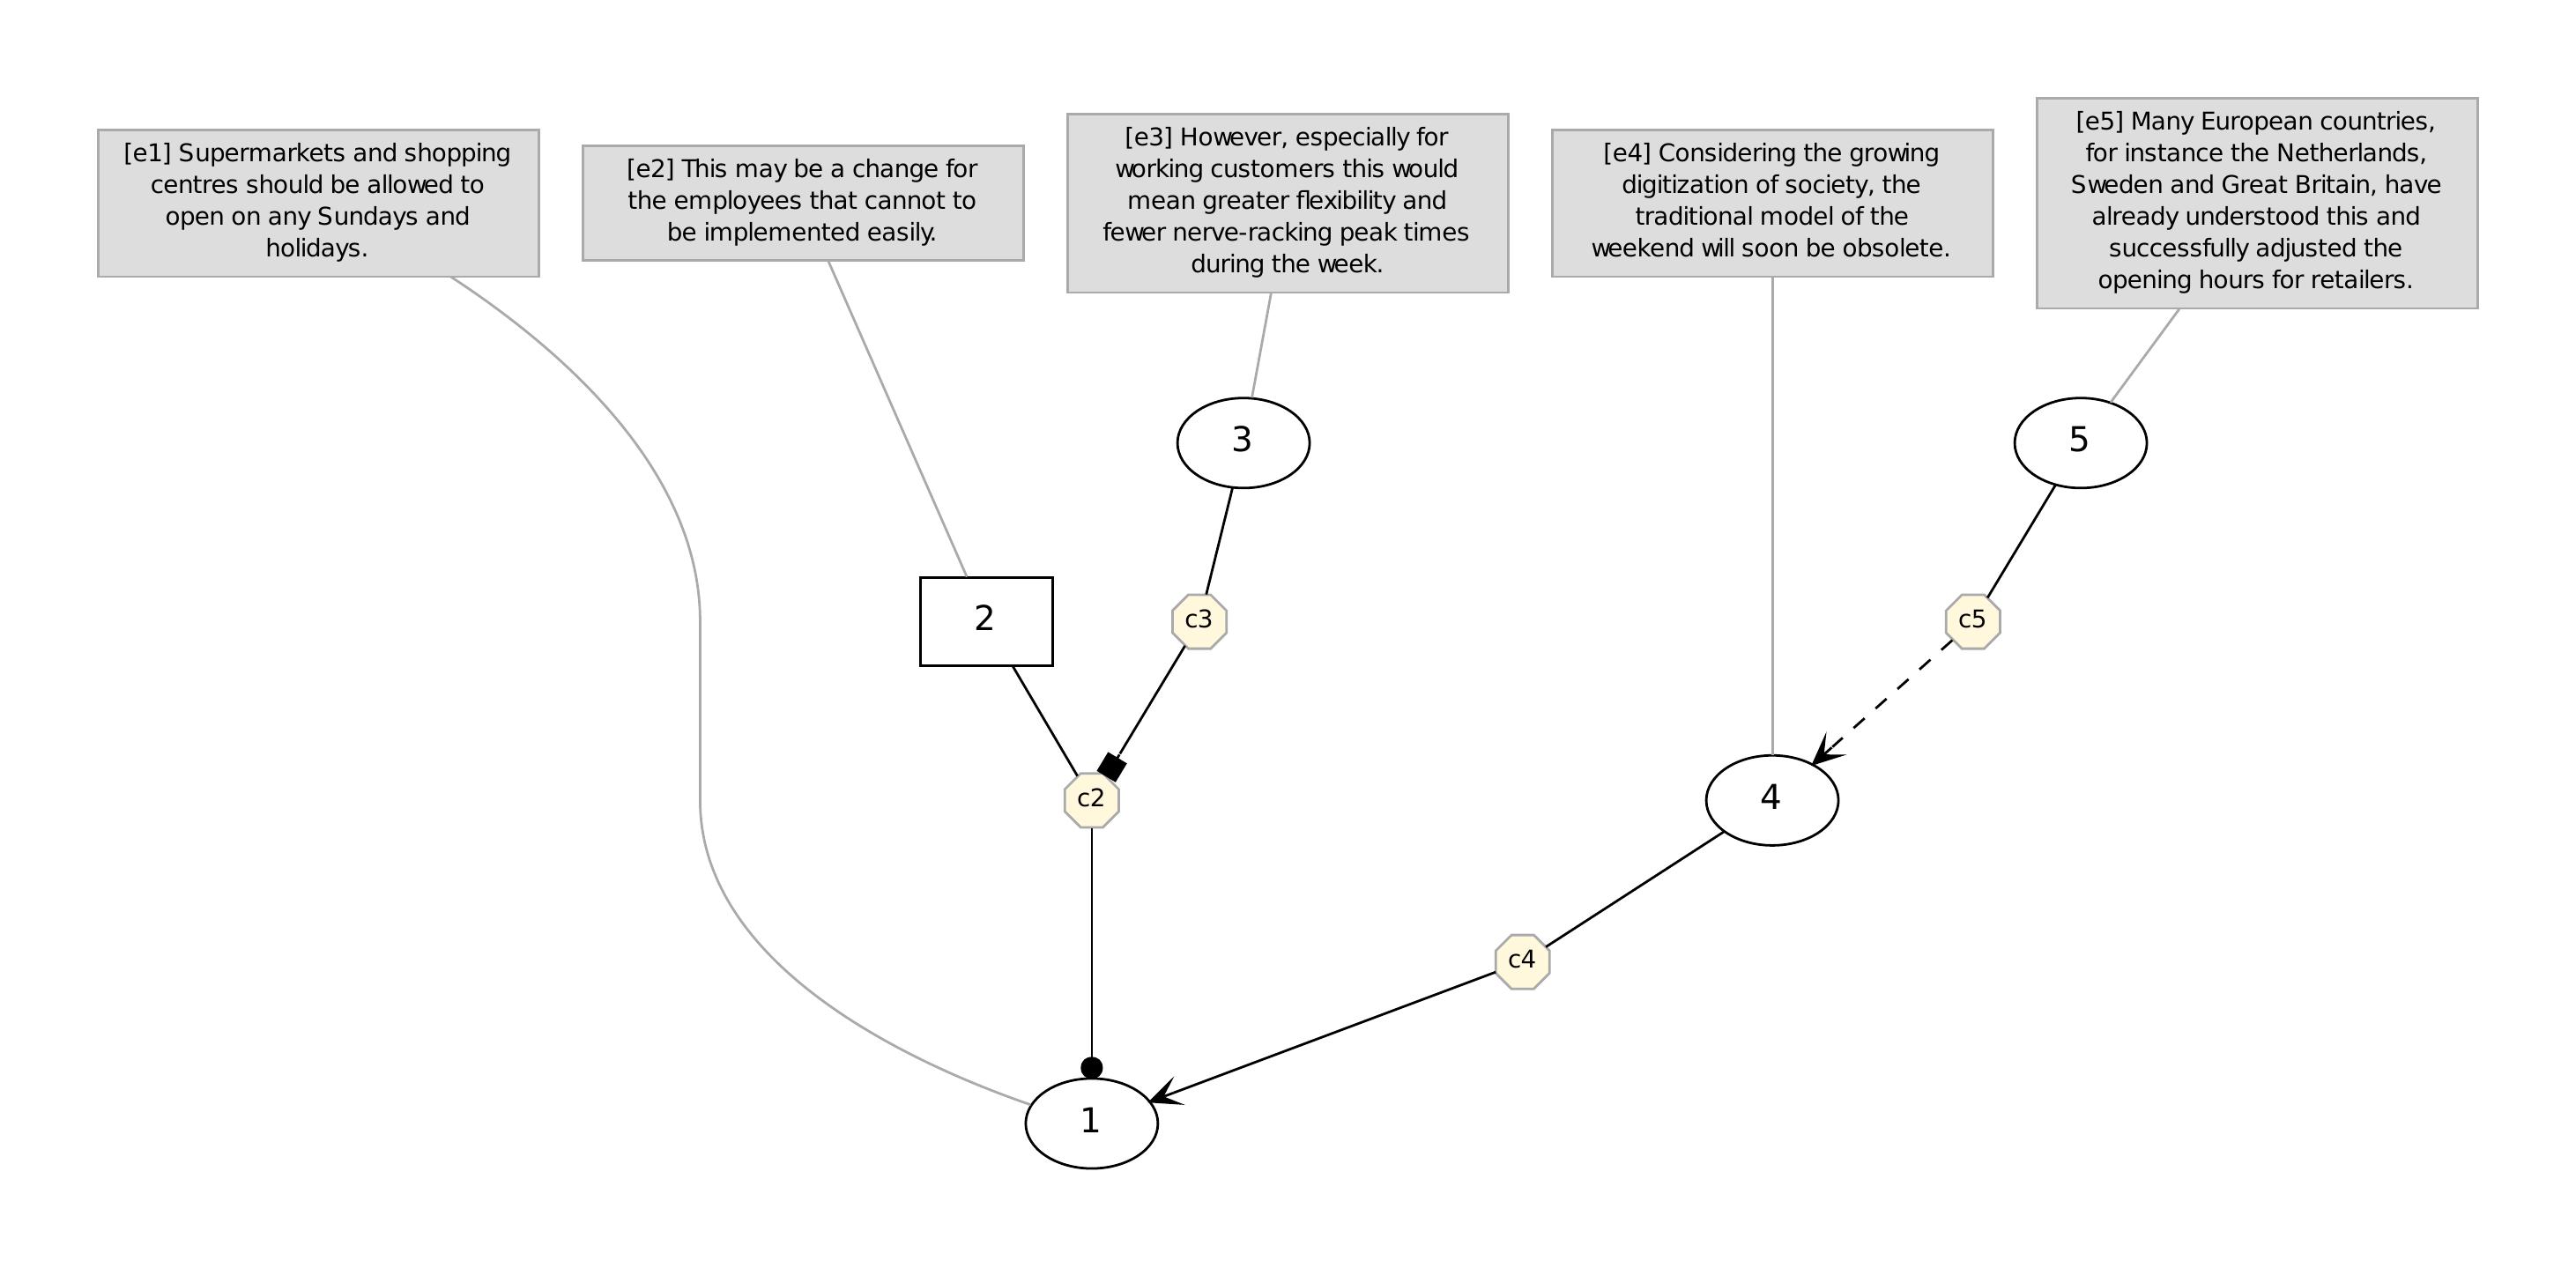 [e1] Supermarkets and shopping
centres should be allowed to
open on any Sundays and
holidays.
[e2] This may be a change for
the employees that cannot to
be implemented easily.
[e3] However, especially for
working customers this would
mean greater flexibility and
fewer nerve-racking peak times
during the week.
[e4] Considering the growing
digitization of society, the
traditional model of the
weekend will soon be obsolete.
[e5] Many European countries,
for instance the Netherlands,
Sweden and Great Britain, have
already understood this and
successfully adjusted the
opening hours for retailers.
3
5
2
c3
c5
c2
4
c4
1